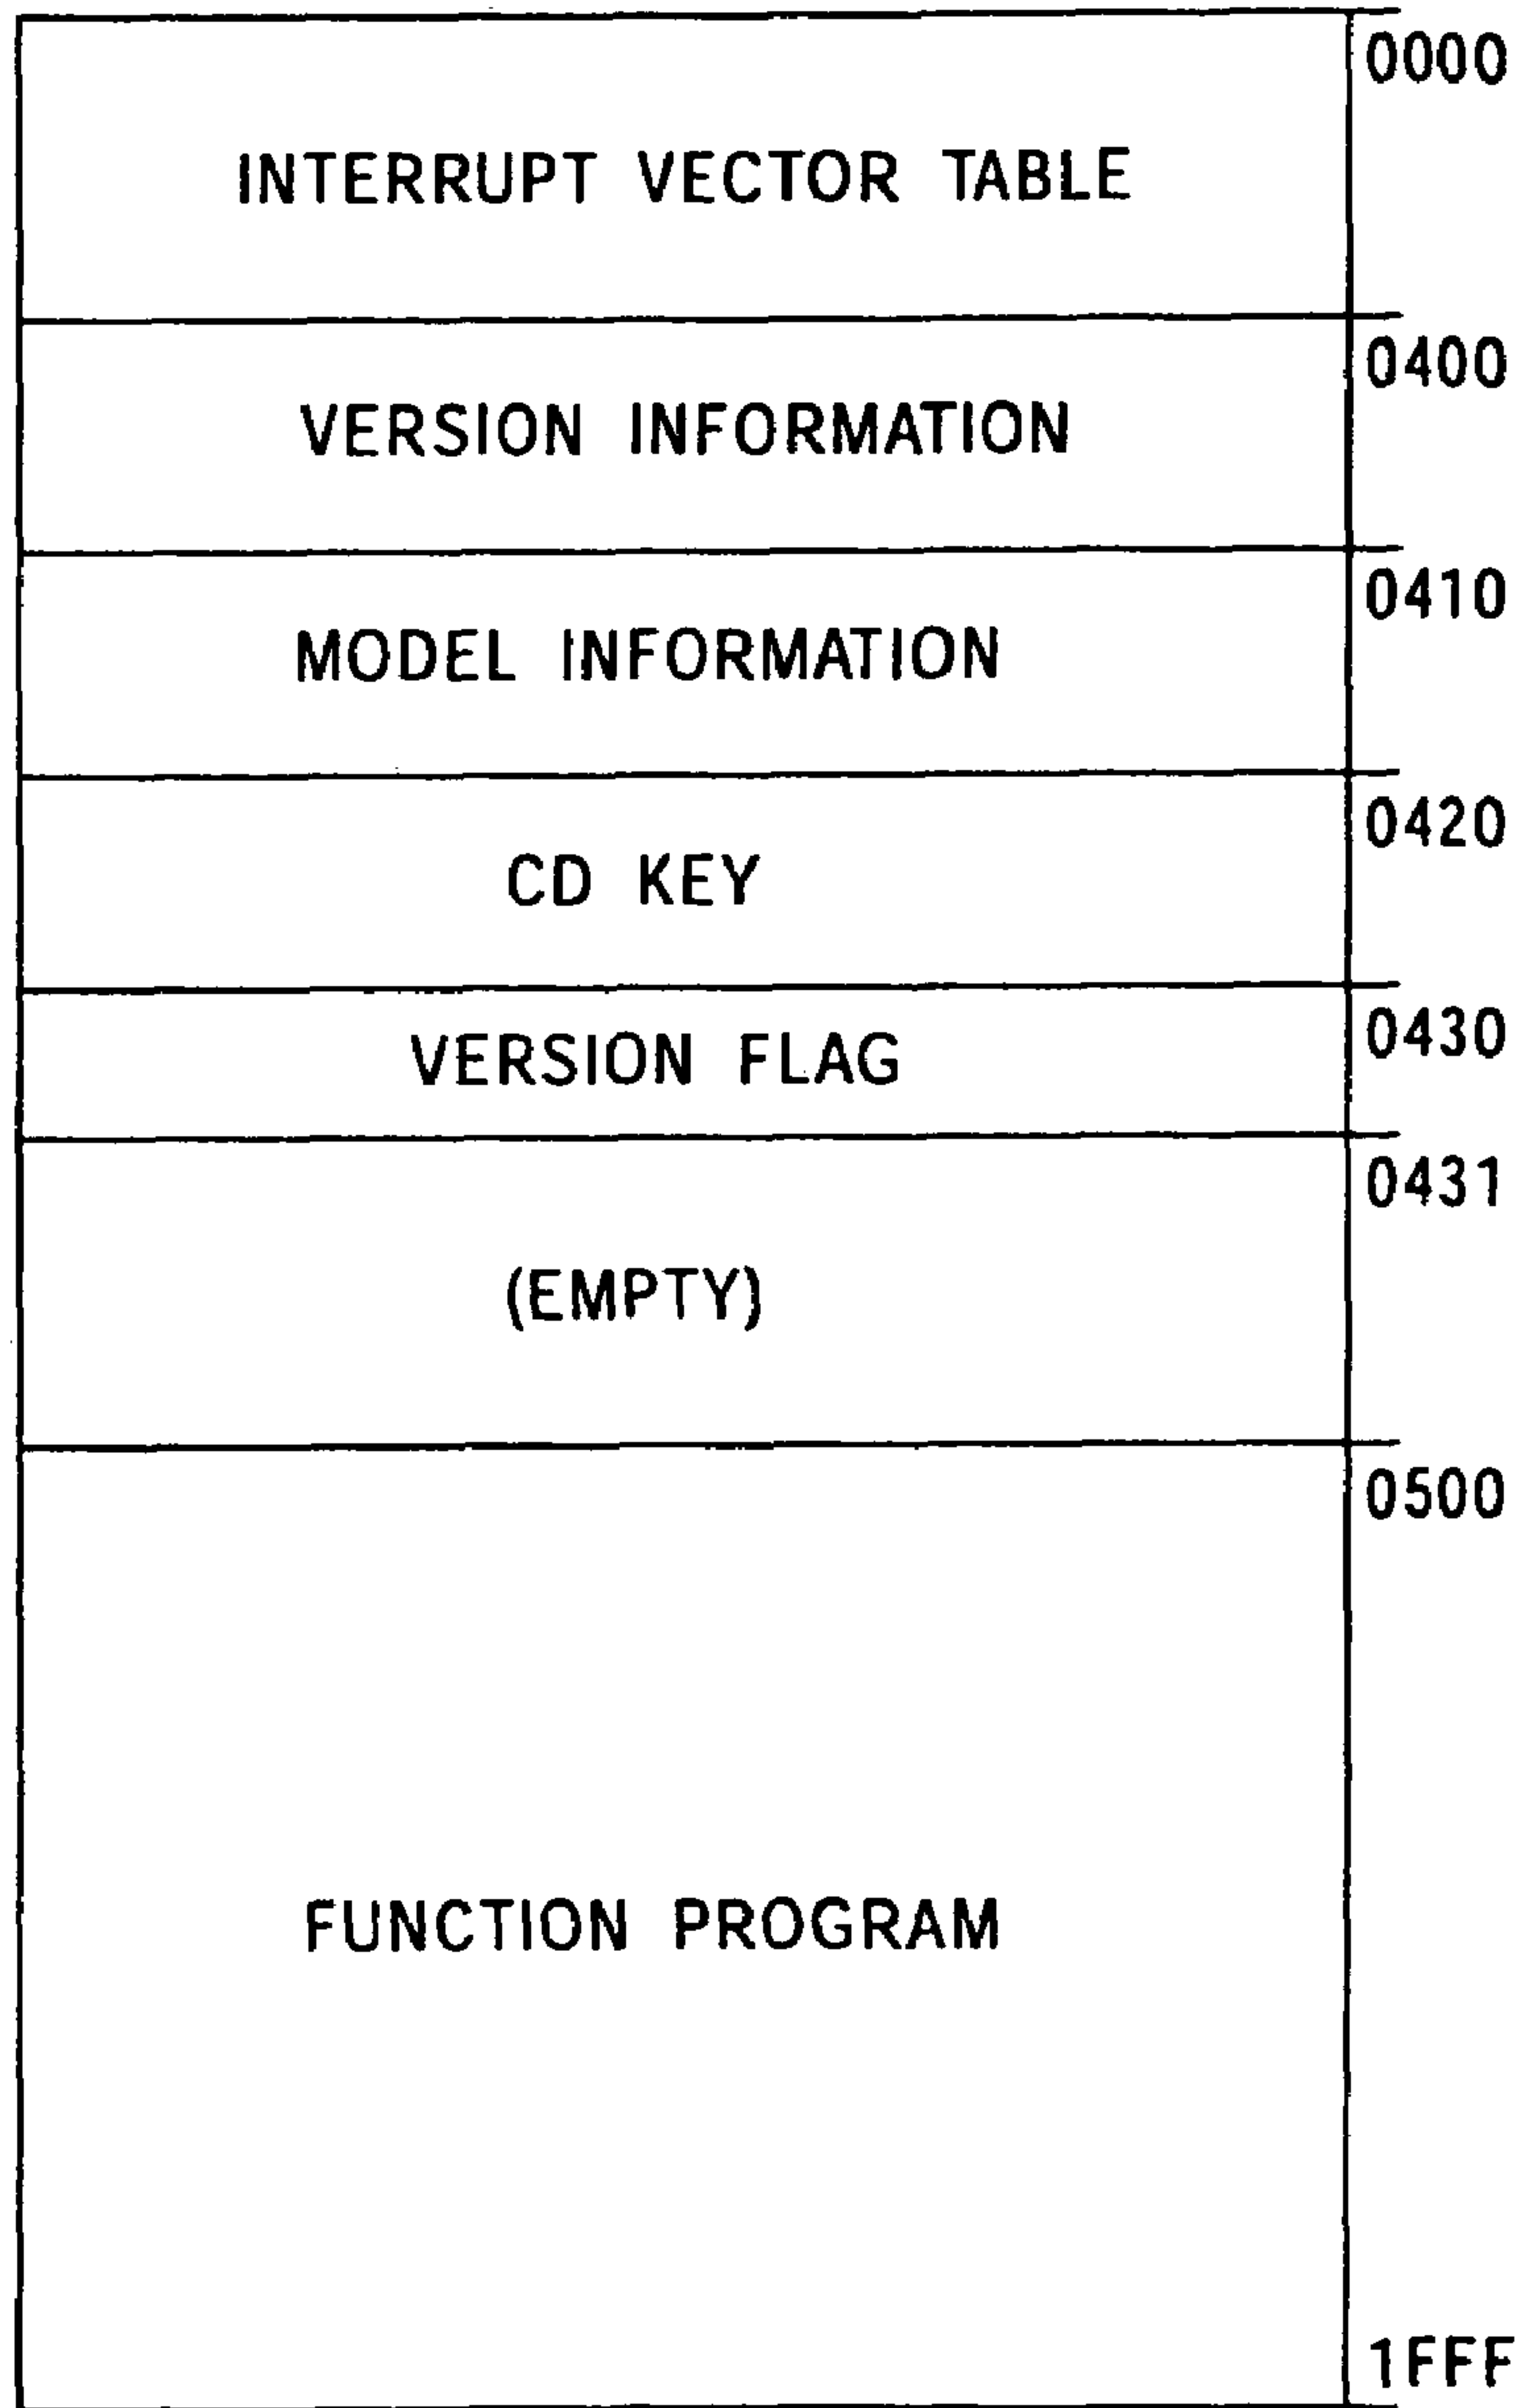 0000
INTERRUPT VECTOR TABLE
0400
VERSION INFORMATION
0410
MODEL INFORMATION
0420
CD KEY
0430
VERSION FLAG
0431
(EMPTY)
0500
FUNCTION PROGRAM
1FFF